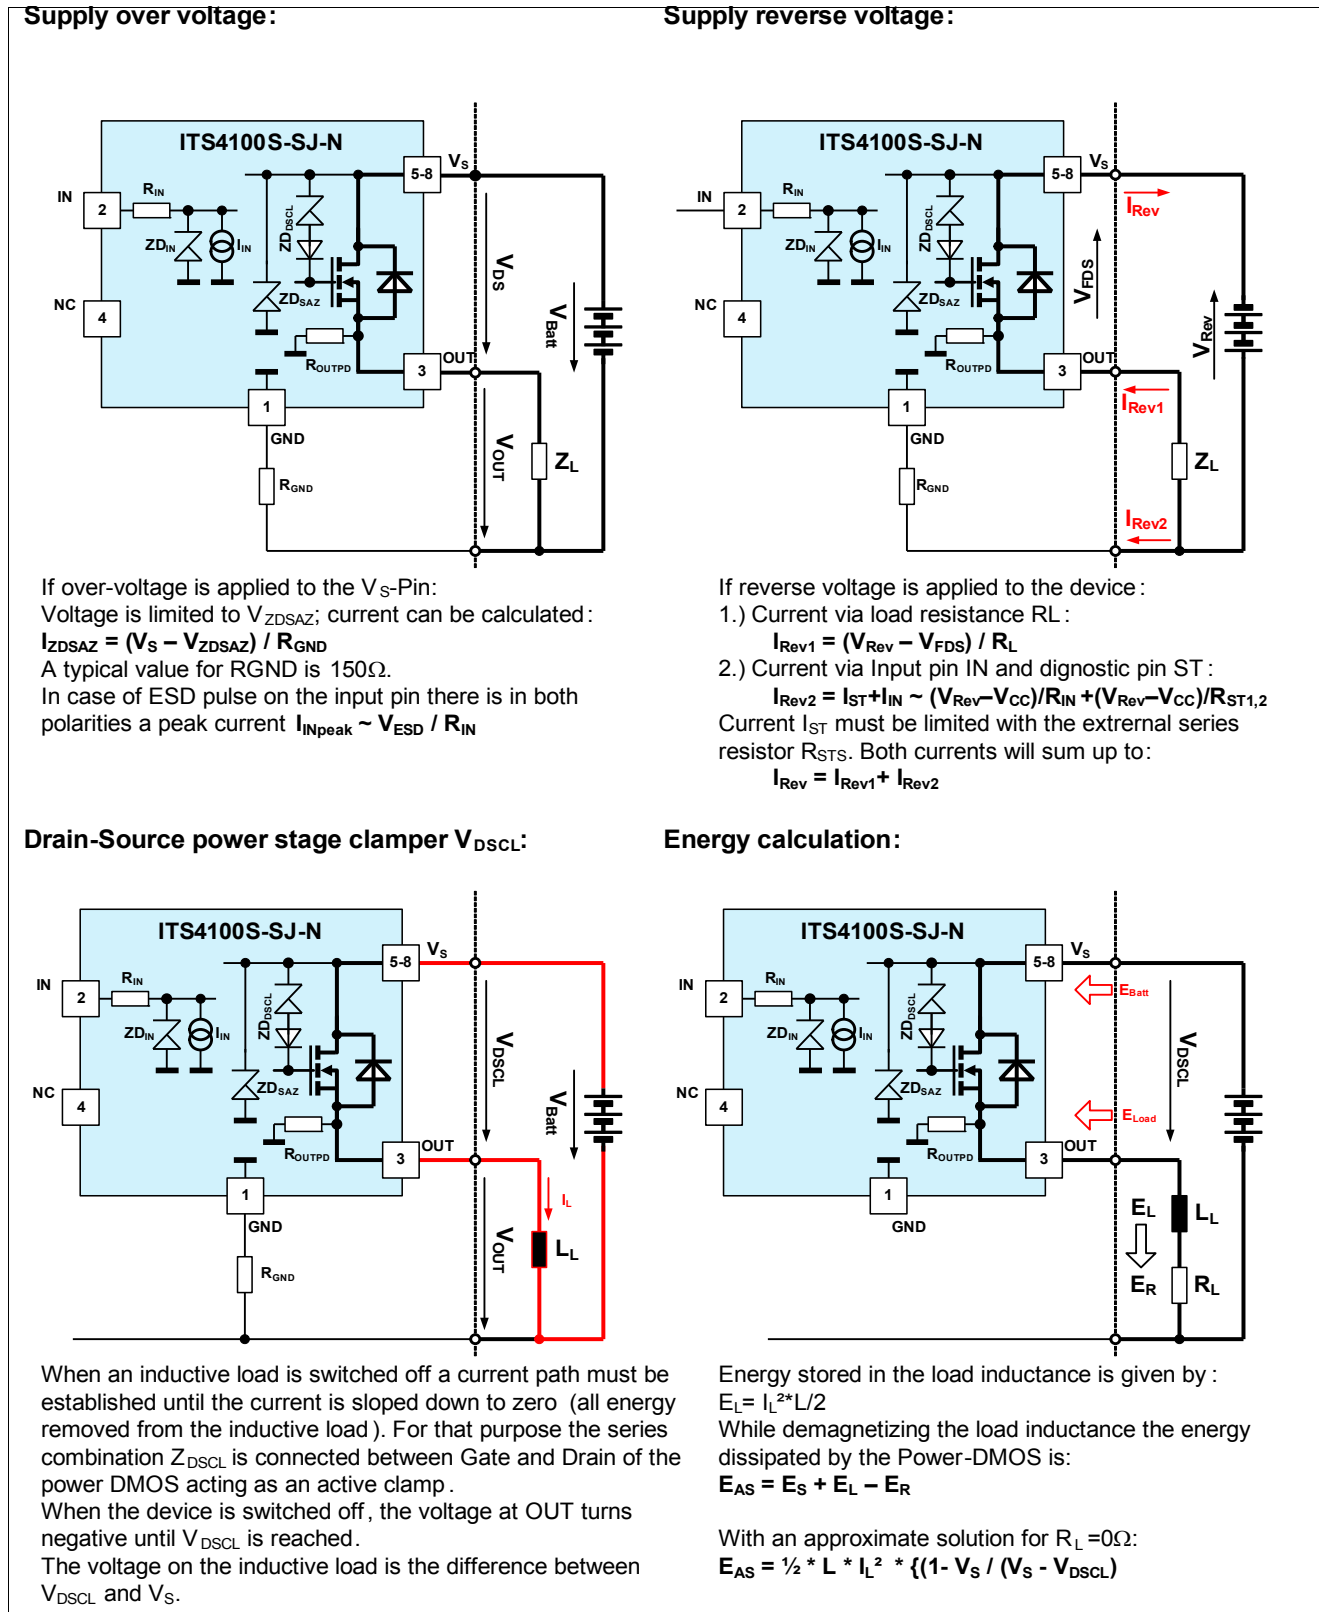 Supply over voltage:
ITS4100S-SJ-N
VS
5-8
IN
2
RIN
ZDIN
IIN
ZDDSCL
VDS
NC
4
ZDSAZ
VBatt
ROUTPD
OUT
3
1
GND
VOUT
ZL
RGND
If over-voltage is applied to the VS-Pin:
Voltage is limited to VZDSAZ; current can be calculated:
IZDSAZ = (VS – VZDSAZ) / RGND
A typical value for RGND is 150Ω.
In case of ESD pulse on the input pin there is in both
polarities a peak current IINpeak ~ VESD / RIN
Supply reverse voltage:
ITS4100S-SJ-N
VS
5-8
IRev
IN
2
RIN
ZDIN
IIN
ZDDSCL
VFDS
NC
4
ZDSAZ
VRev
ROUTPD
OUT
3
IRev1
1
GND
ZL
RGND
IRev2
If reverse voltage is applied to the device:
1.) Current via load resistance RL:
IRev1 = (VRev – VFDS) / RL
2.) Current via Input pin IN and dignostic pin ST:
IRev2 = IST+IIN ~ (VRev–VCC)/RIN +(VRev–VCC)/RST1,2
Current IST must be limited with the extrernal series
resistor RSTS. Both currents will sum up to:
IRev = IRev1+ IRev2
Drain-Source power stage clamper VDSCL:
ITS4100S-SJ-N
VS
5-8
IN
2
RIN
ZDIN
IIN
ZDDSCL
VDSCL
NC
4
ZDSAZ
VBatt
ROUTPD
OUT
3
1
GND
IL
VOUT
LL
RGND
When an inductive load is switched off a current path must be
established until the current is sloped down to zero (all energy
removed from the inductive load). For that purpose the series
combination ZDSCL is connected between Gate and Drain of the
power DMOS acting as an active clamp.
When the device is switched off, the voltage at OUT turns
negative until VDSCL is reached.
The voltage on the inductive load is the difference between
VDSCL and VS.
Energy calculation:
ITS4100S-SJ-N
VS
5-8
EBatt
IN
2
RIN
ZDIN
IIN
ZDDSCL
VDSCL
NC
4
ZDSAZ
ELoad
ROUTPD
OUT
3
1
GND
EL
LL
ER
RL
Energy stored in the load inductance is given by:
EL= IL²*L/2
While demagnetizing the load inductance the energy
dissipated by the Power-DMOS is:
EAS = ES + EL – ER
With an approximate solution for RL =0Ω:
EAS = ½ * L * IL² * {(1- VS / (VS - VDSCL)